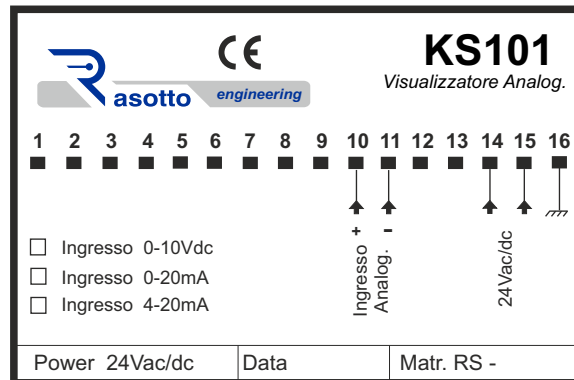 CE
KS101
Visualizzatore Analog.
Rasotto
engineering
1 2 3 4 5 6 7 8 9 10 11 12 13 14 15 16
Ingresso 0-10Vdc
Ingresso 0-20mA
Ingresso 4-20mA
Ingresso +
Analog. -
24Vac/dc
Power 24Vac/dc
Data
Matr. RS -